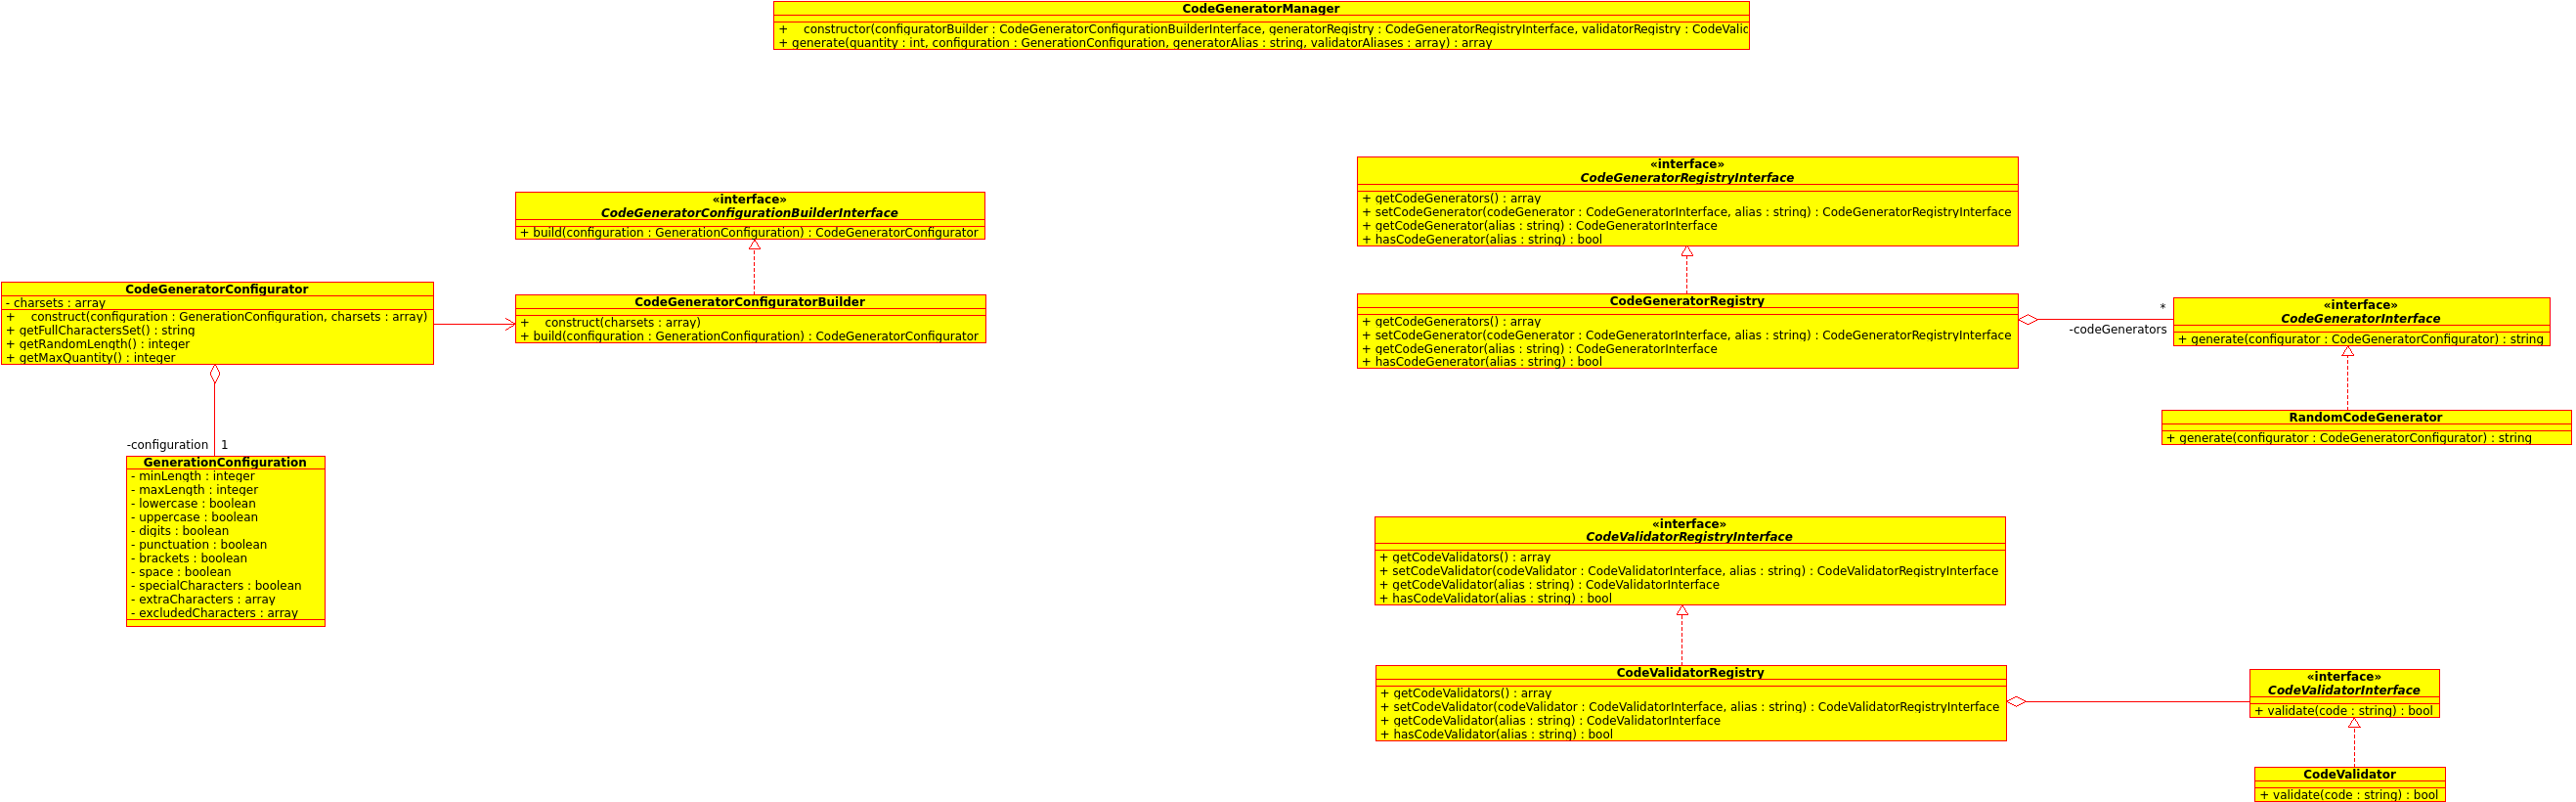 CodeGeneratorManager
+    constructor(configuratorBuilder : CodeGeneratorConfigurationBuilderInterface, generatorRegistry : CodeGeneratorRegistryInterface, validatorRegistry : CodeValid
+ generate(quantity : int, configuration : GenerationConfiguration, generatorAlias : string, validatorAliases : array) : array
«interface»
CodeGeneratorRegistryInterface
+ getCodeGenerators() : array
+ setCodeGenerator(codeGenerator : CodeGeneratorInterface, alias : string) : CodeGeneratorRegistryInterface
+ getCodeGenerator(alias : string) : CodeGeneratorInterface
+ hasCodeGenerator(alias : string) : bool
«interface»
CodeGeneratorConfigurationBuilderInterface
+ build(configuration : GenerationConfiguration) : CodeGeneratorConfigurator
CodeGeneratorConfigurator
- charsets : array
+    construct(configuration : GenerationConfiguration, charsets : array)
+ getFullCharactersSet() : string
+ getRandomLength() : integer
+ getMaxQuantity() : integer
CodeGeneratorConfiguratorBuilder
+    construct(charsets : array)
+ build(configuration : GenerationConfiguration) : CodeGeneratorConfigurator
CodeGeneratorRegistry
+ getCodeGenerators() : array
+ setCodeGenerator(codeGenerator : CodeGeneratorInterface, alias : string) : CodeGeneratorRegistryInterface
+ getCodeGenerator(alias : string) : CodeGeneratorInterface
+ hasCodeGenerator(alias : string) : bool
*
-codeGenerators
«interface»
CodeGeneratorInterface
+ generate(configurator : CodeGeneratorConfigurator) : string
RandomCodeGenerator
+ generate(configurator : CodeGeneratorConfigurator) : string
-configuration 1
GenerationConfiguration
- minLength : integer
- maxLength : integer
- lowercase : boolean
- uppercase : boolean
- digits : boolean
- punctuation : boolean
- brackets : boolean
- space : boolean
- specialCharacters : boolean
- extraCharacters : array
- excludedCharacters : array
«interface»
CodeValidatorRegistryInterface
+ getCodeValidators() : array
+ setCodeValidator(codeValidator : CodeValidatorInterface, alias : string) : CodeValidatorRegistryInterface
+ getCodeValidator(alias : string) : CodeValidatorInterface
+ hasCodeValidator(alias : string) : bool
CodeValidatorRegistry
+ getCodeValidators() : array
+ setCodeValidator(codeValidator : CodeValidatorInterface, alias : string) : CodeValidatorRegistryInterface
+ getCodeValidator(alias : string) : CodeValidatorInterface
+ hasCodeValidator(alias : string) : bool
«interface»
CodeValidatorInterface
+ validate(code : string) : bool
CodeValidator
+ validate(code : string) : bool